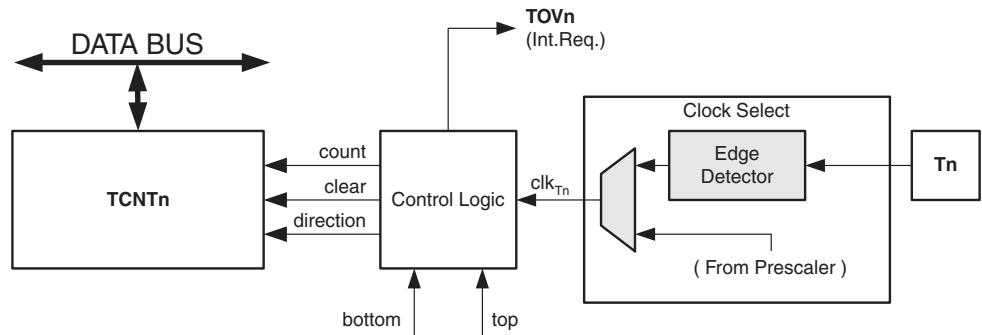 TOVn
(Int.Req.)
DATA BUS
Clock Select
count
clear
direction
TCNTn
Control Logic
clkTn
Edge
Detector
Tn
( From Prescaler )
bottom
top